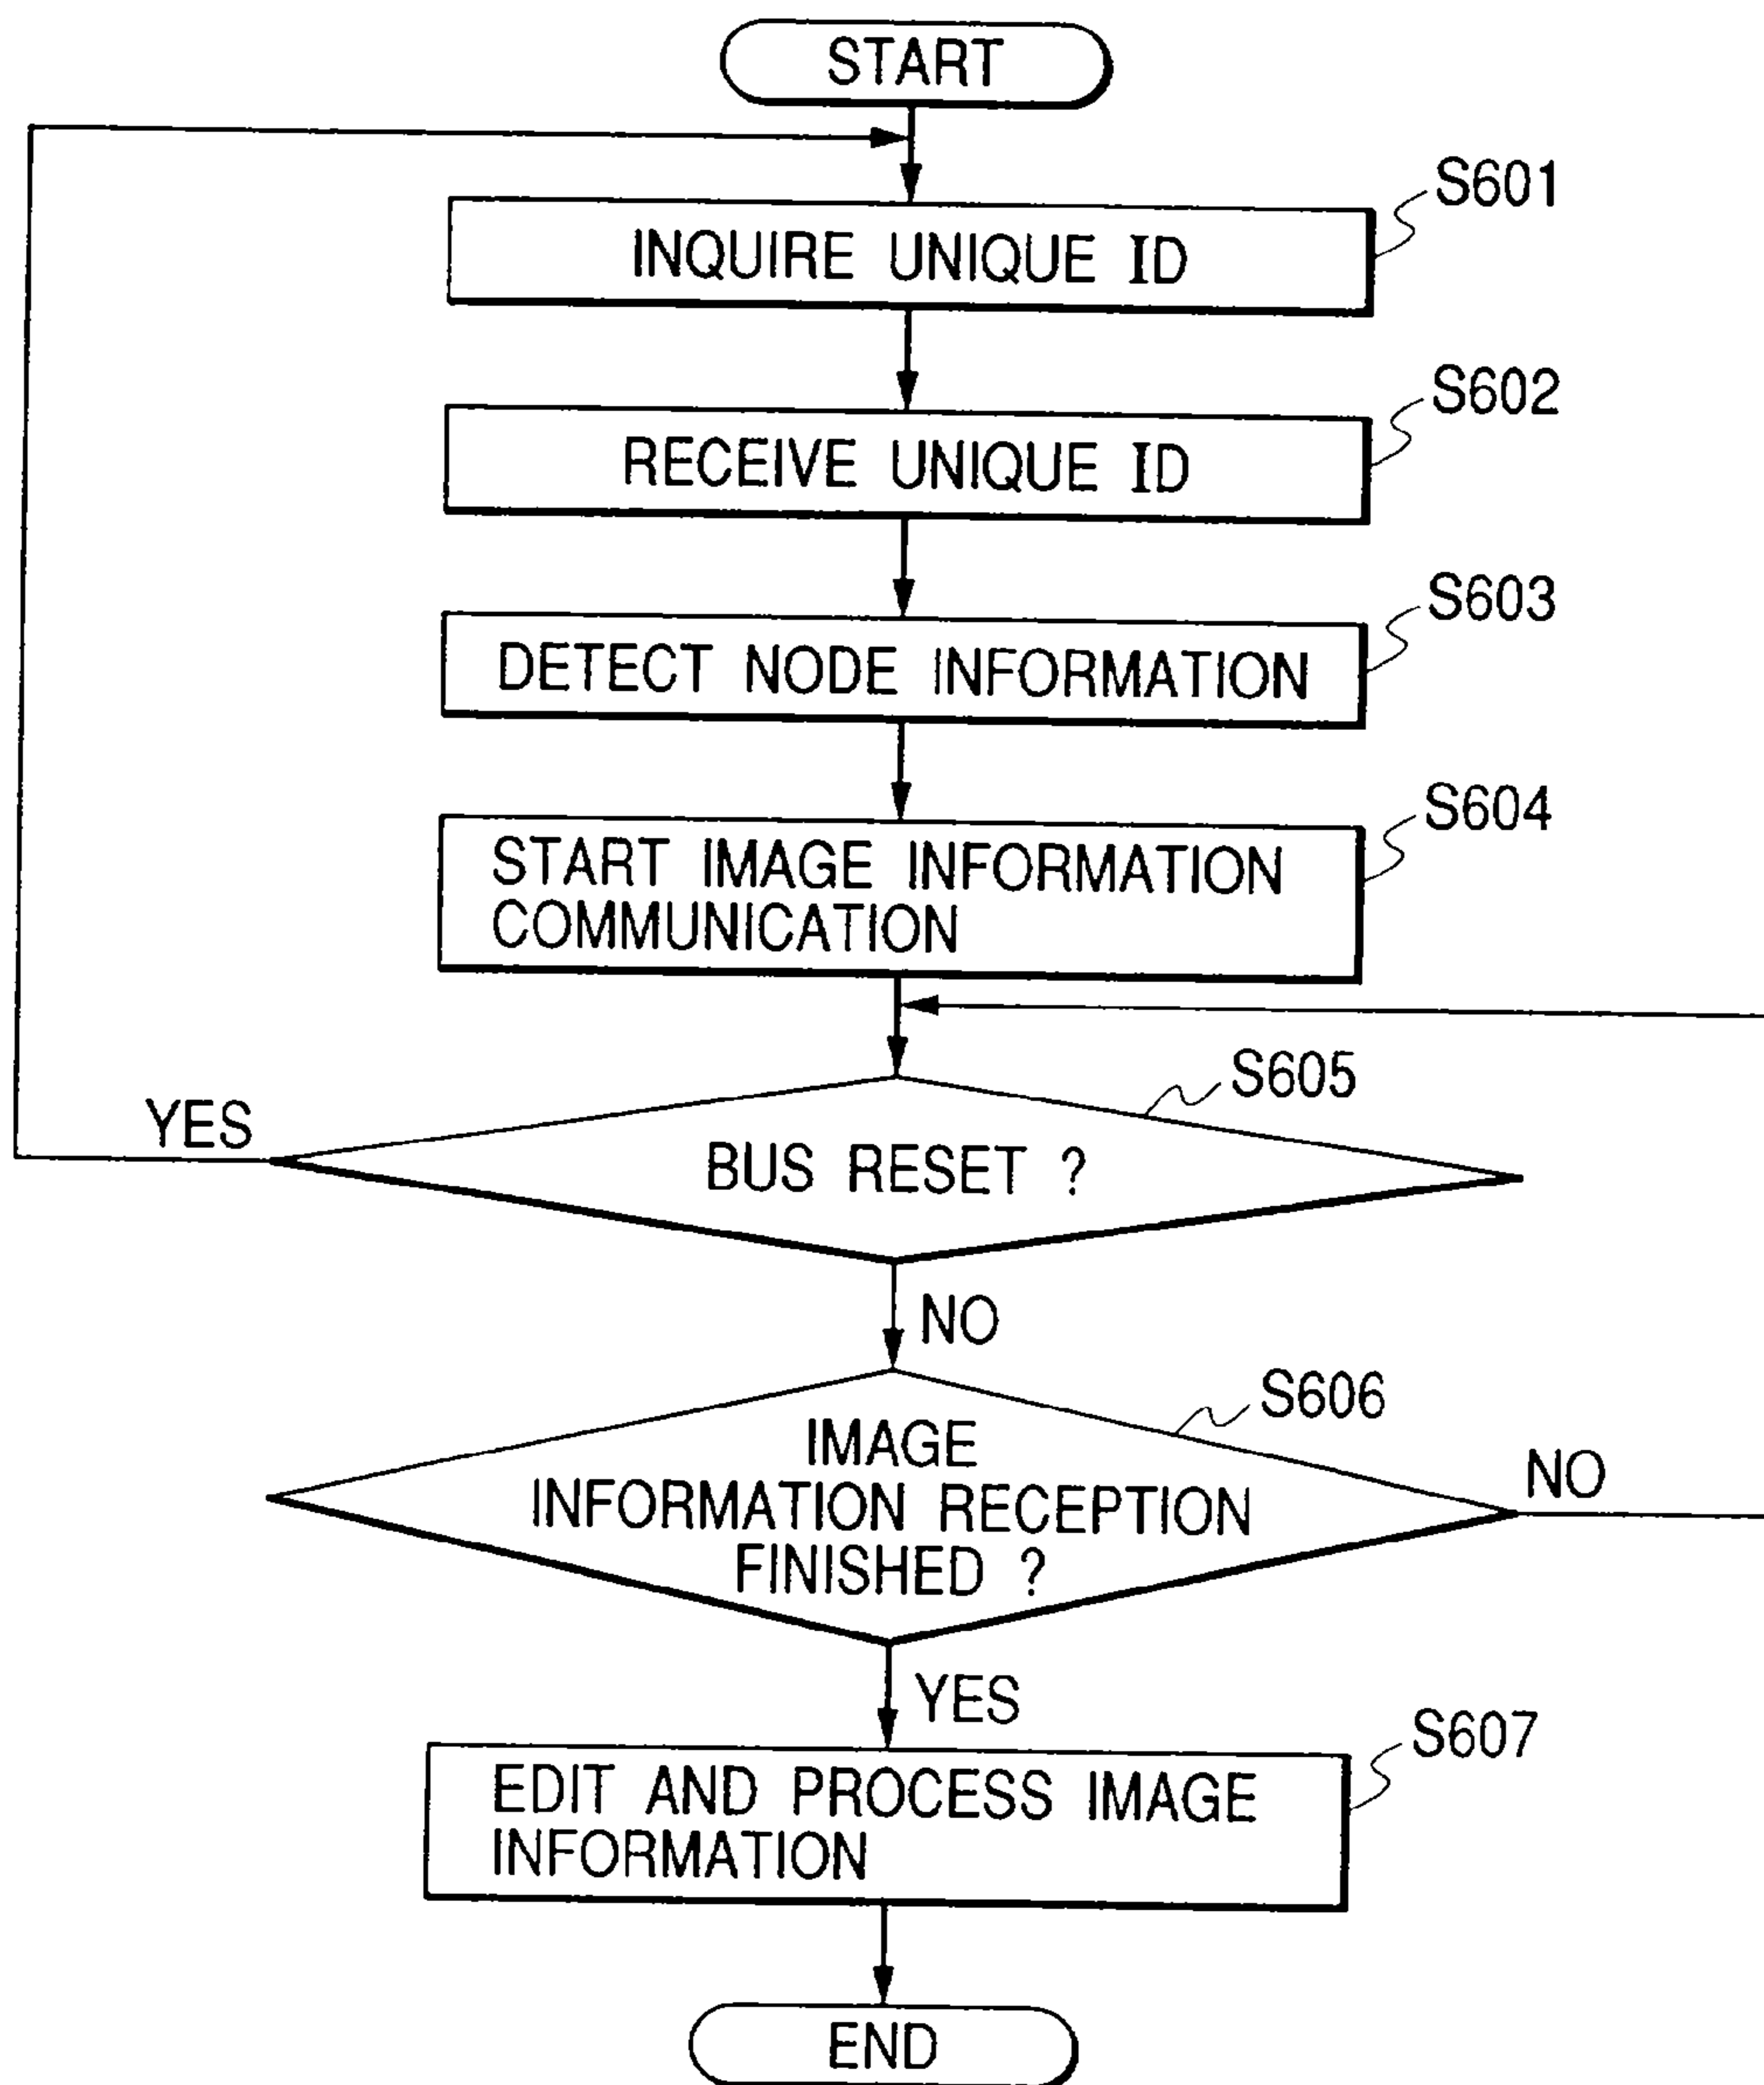 START
S601
INQUIRE UNIQUE ID
S602
RECEIVE UNIQUE ID
S603
DETECT NODE INFORMATION
S604
START IMAGE INFORMATION
COMMUNICATION
S605
YES
BUS RESET ?
NO
S606
IMAGE
NO
INFORMATION RECEPTION
FINISHED ?
YES
S607
EDIT AND PROCESS IMAGE
INFORMATION
END